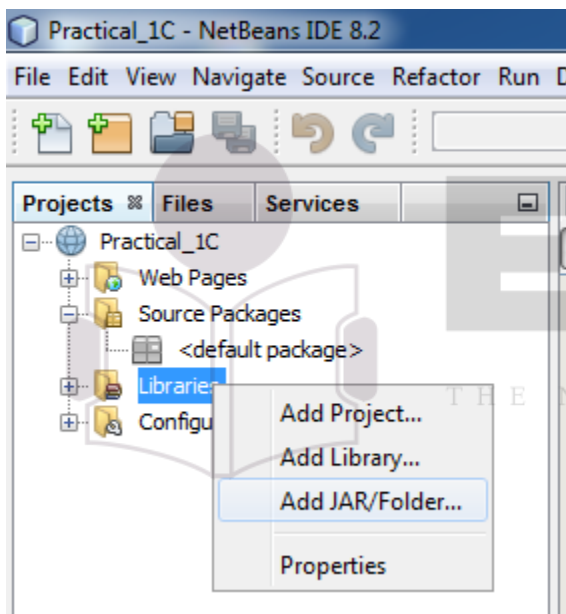 Practical_1C - NetBeans IDE 8.2
File Edit View Navigate Source Refactor Run
Projects Files Services
Practical_1C
Web Pages
Source Packages
<default package>
Libraries
Configu
Add Project...
Add Library...
Add JAR/Folder...
Properties
E
THE N